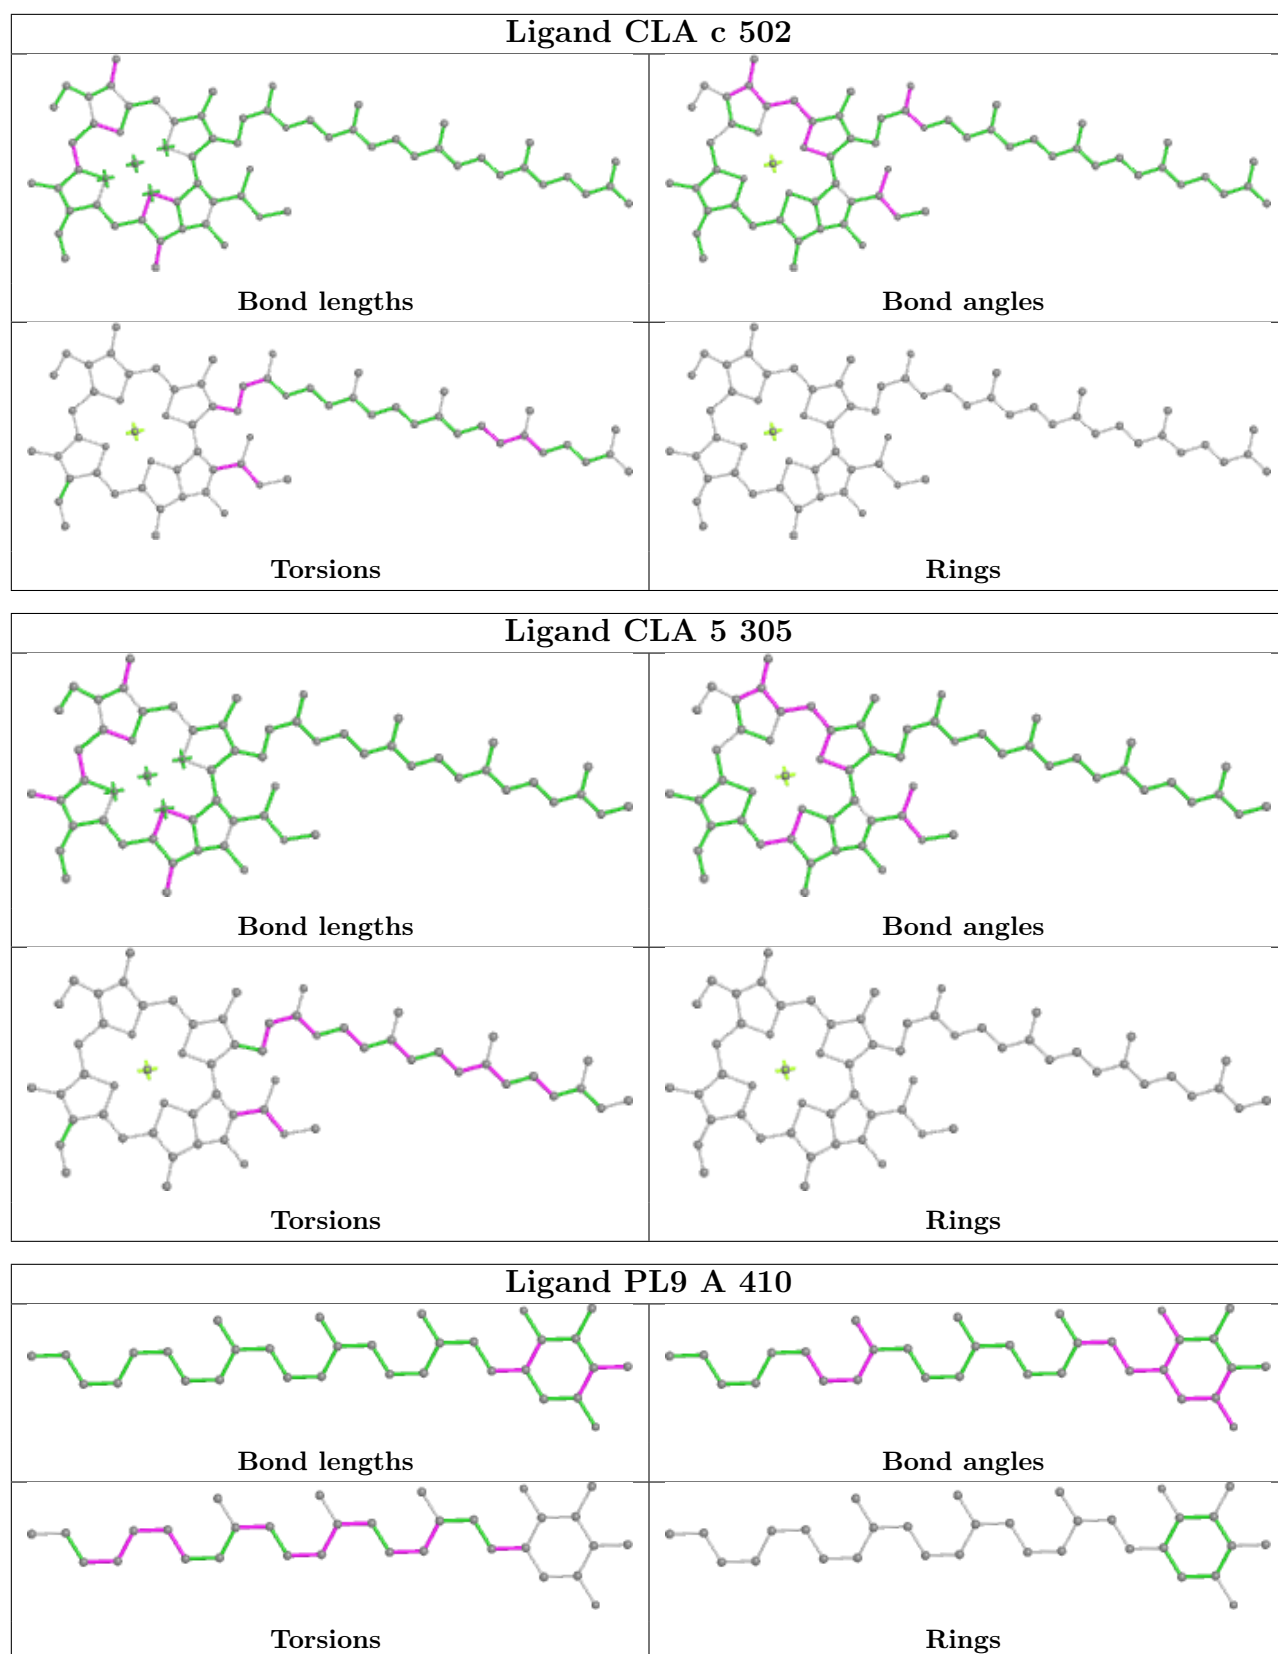 Ligand CLA c 502
Bond lengths
Bond angles
Torsions
Rings
Ligand CLA 5 305
Bond lengths
Bond angles
Torsions
Rings
Ligand PL9 A 410
Bond lengths
Bond angles
Torsions
Rings